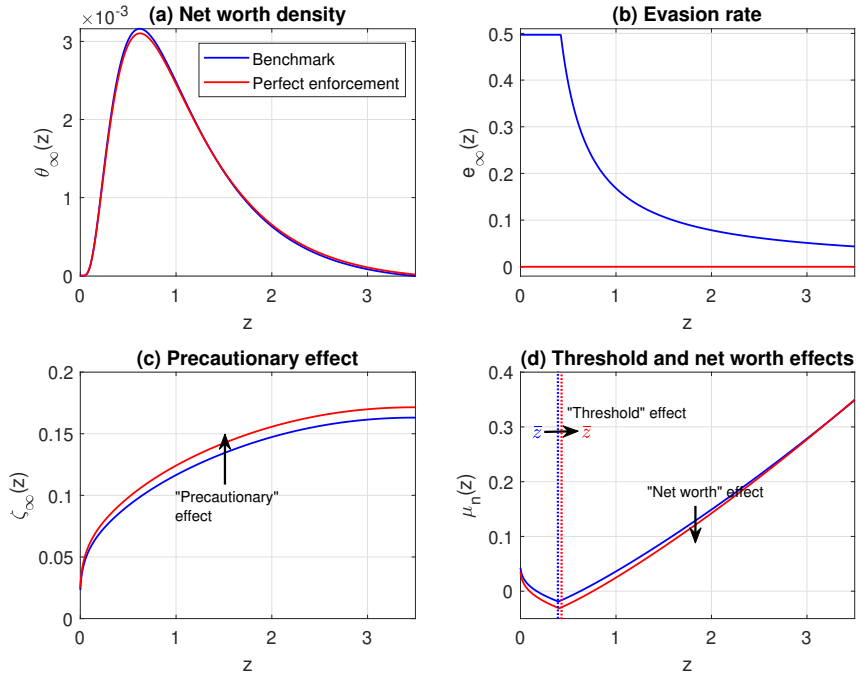 (a) Net worth density
×10⁻³
3
2
1
0
0
1
2
3
z
θ∞(z)
Benchmark
Perfect enforcement
(b) Evasion rate
0.5
0.4
0.3
0.2
0.1
0
0
1
2
3
z
e∞(z)
(c) Precautionary effect
0.2
0.15
0.1
0.05
0
0
1
2
3
z
ζ∞(z)
"Precautionary"
effect
(d) Threshold and net worth effects
0.4
0.3
0.2
0.1
0
0
1
2
3
z
μn(z)
"Threshold" effect
z̄
z̄
"Net worth" effect